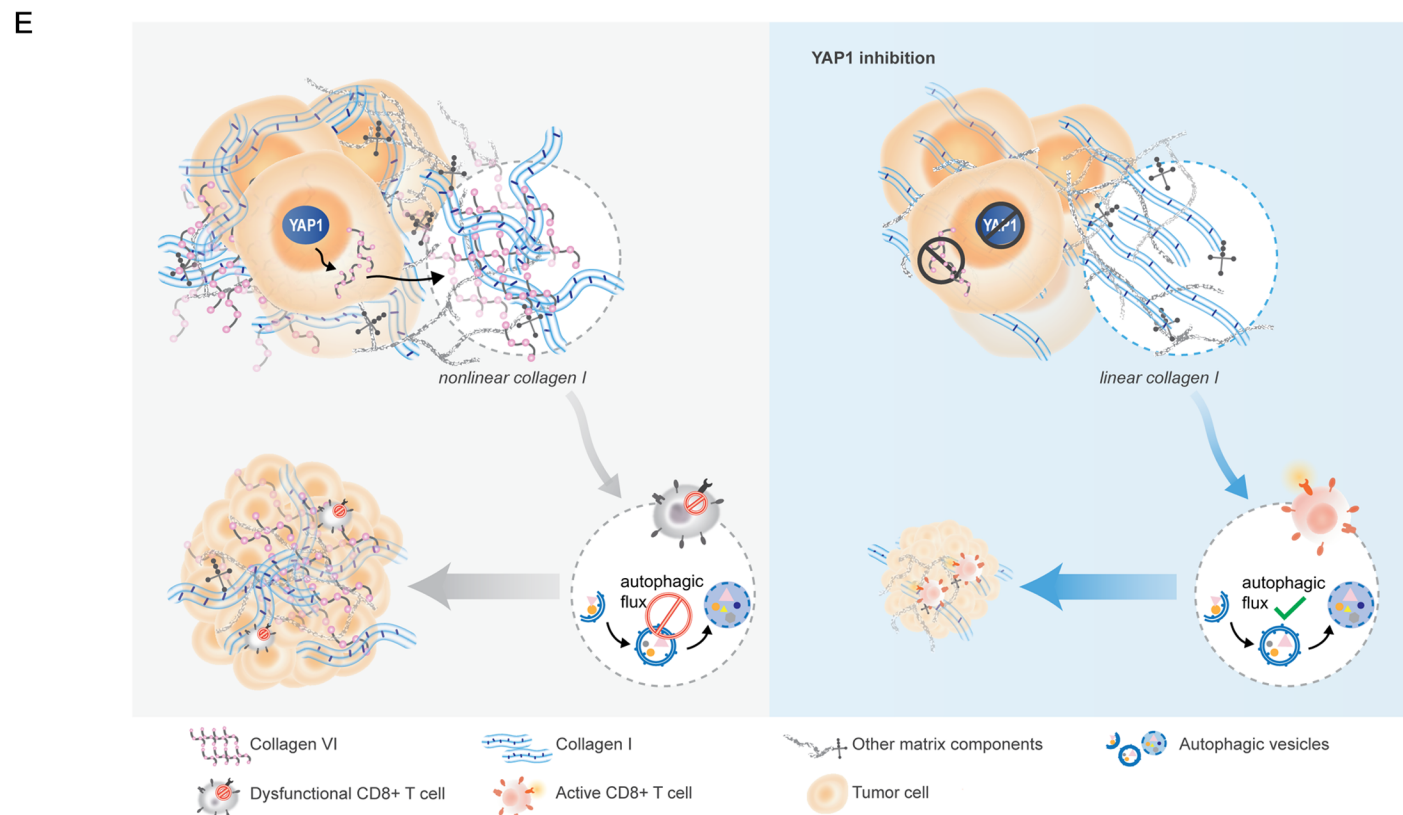 E
YAP1 inhibition
YAP1
YAP1
nonlinear collagen I
linear collagen I
autophagic
flux
autophagic
flux
Collagen VI
Collagen I
Other matrix components
Autophagic vesicles
Dysfunctional CD8+ T cell
Active CD8+ T cell
Tumor cell